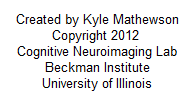 Created by Kyle Mathewson
Copyright 2012
Cognitive Neuroimaging Lab
Beckman Institute
University of Illinois